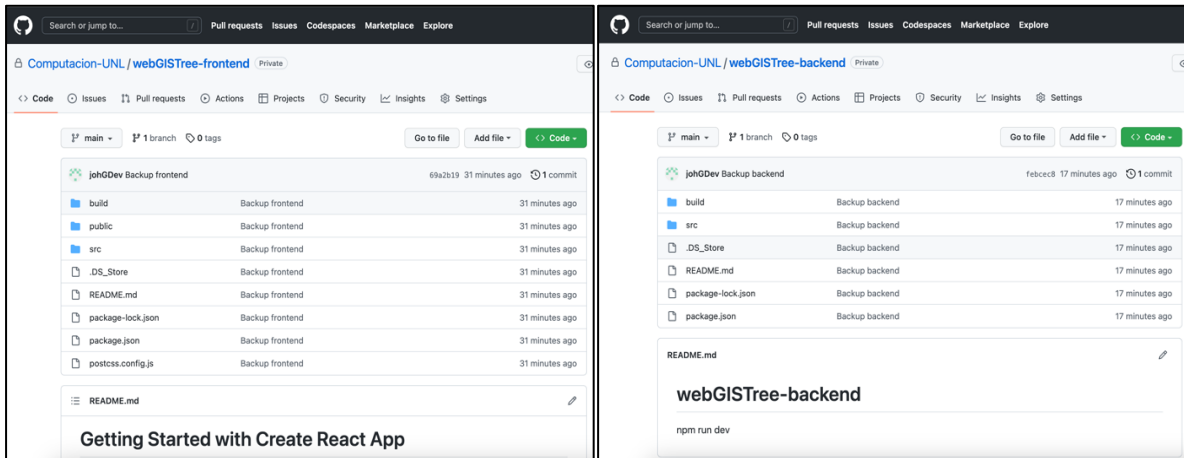 Search or jump to... /
Pull requests Issues Codespaces Marketplace Explore
Computacion-UNL / webGISTree-frontend Private
Code Issues Pull requests Actions Projects Security Insights Settings
main 1 branch 0 tags Go to file Add file Code
johGDev Backup frontend 69a2b19 31 minutes ago 1 commit
build Backup frontend 31 minutes ago
public Backup frontend 31 minutes ago
src Backup frontend 31 minutes ago
.DS_Store Backup frontend 31 minutes ago
README.md Backup frontend 31 minutes ago
package-lock.json Backup frontend 31 minutes ago
package.json Backup frontend 31 minutes ago
postcss.config.js Backup frontend 31 minutes ago
README.md
Getting Started with Create React App
Search or jump to... /
Pull requests Issues Codespaces Marketplace Explore
Computacion-UNL / webGISTree-backend Private
Code Issues Pull requests Actions Projects Security Insights Settings
main 1 branch 0 tags Go to file Add file Code
johGDev Backup backend febcec8 17 minutes ago 1 commit
build Backup backend 17 minutes ago
src Backup backend 17 minutes ago
.DS_Store Backup backend 17 minutes ago
README.md Backup backend 17 minutes ago
package-lock.json Backup backend 17 minutes ago
package.json Backup backend 17 minutes ago
README.md
webGISTree-backend
npm run dev